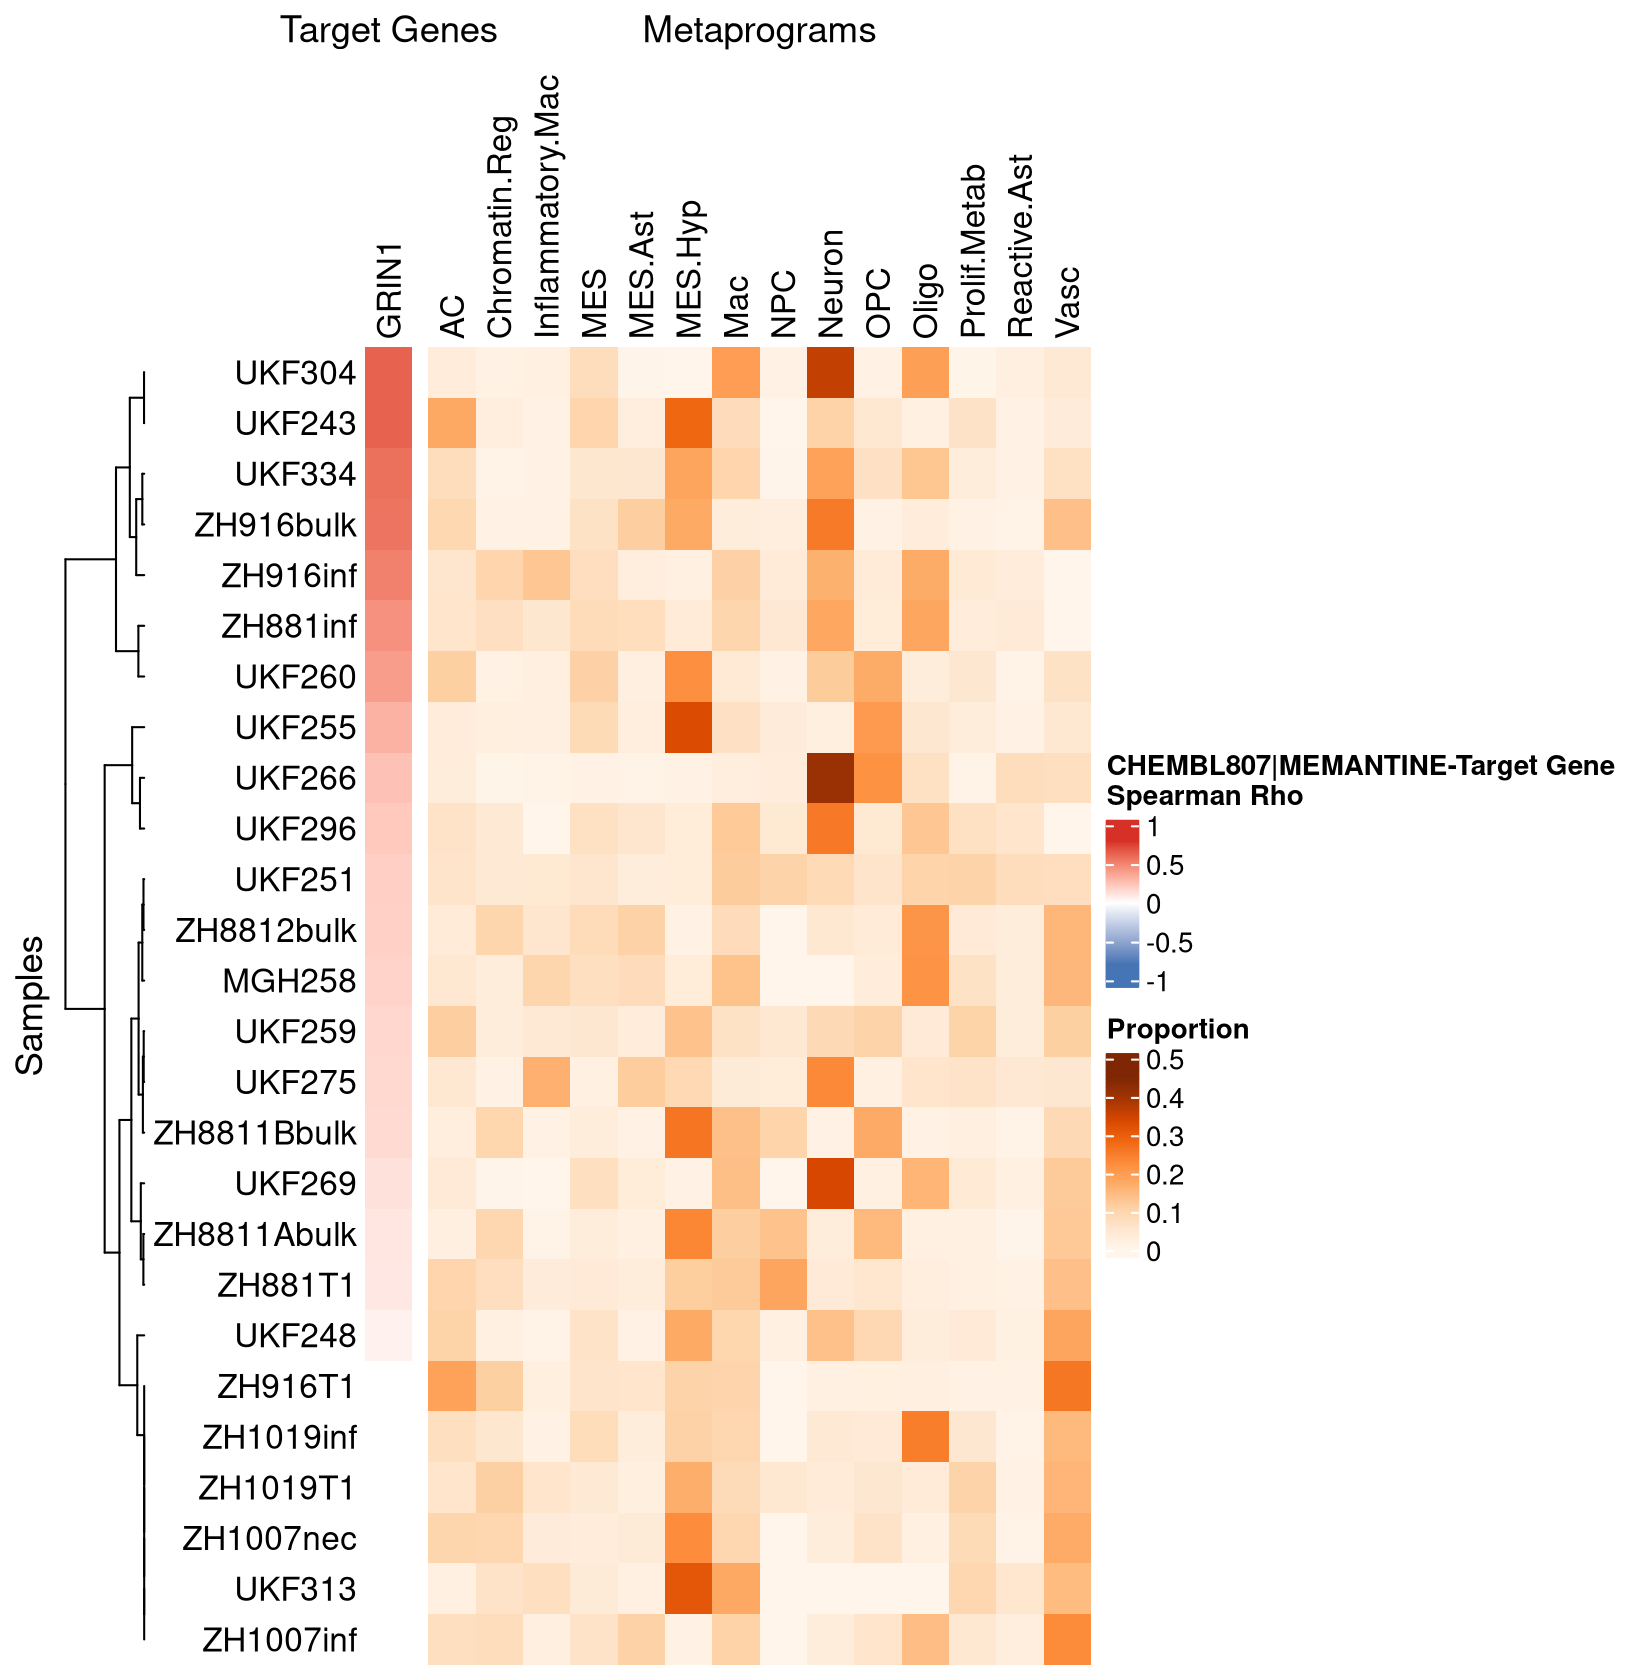 Target Genes
Metaprograms
GRIN1
AC
Chromatin.Reg
Inflammatory.Mac
MES
MES.Ast
MES.Hyp
Mac
NPC
Neuron
OPC
Oligo
Prolif.Metab
Reactive.Ast
Vasc
Samples
UKF304
UKF243
UKF334
ZH916bulk
ZH916inf
ZH881inf
UKF260
UKF255
UKF266
UKF296
UKF251
ZH8812bulk
MGH258
UKF259
UKF275
ZH8811Bbulk
UKF269
ZH8811Abulk
ZH881T1
UKF248
ZH916T1
ZH1019inf
ZH1019T1
ZH1007nec
UKF313
ZH1007inf
CHEMBL807|MEMANTINE-Target Gene
Spearman Rho
1
0.5
0
-0.5
-1
Proportion
0.5
0.4
0.3
0.2
0.1
0